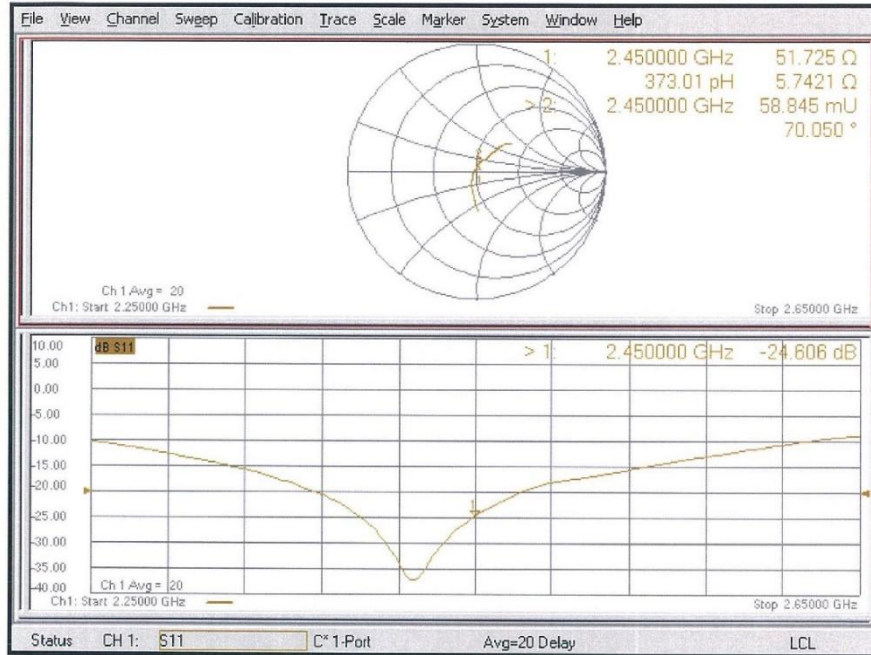 File View Channel Sweep Calibration Trace Scale Marker System Window Help
1: 2.450000 GHz 51.725 Ω
373.01 pH 5.7421 Ω
> 2: 2.450000 GHz 58.845 mU
70.050 °
Ch 1 Avg = 20
Ch1: Start 2.25000 GHz Stop 2.65000 GHz
10.00 dB S11 > 1: 2.450000 GHz -24.606 dB
5.00
0.00
-5.00
-10.00
-15.00
-20.00
-25.00 1
-30.00
-35.00
-40.00 Ch 1 Avg = 20
Ch1: Start 2.25000 GHz Stop 2.65000 GHz
Status CH 1: S11 C* 1-Port Avg=20 Delay LCL